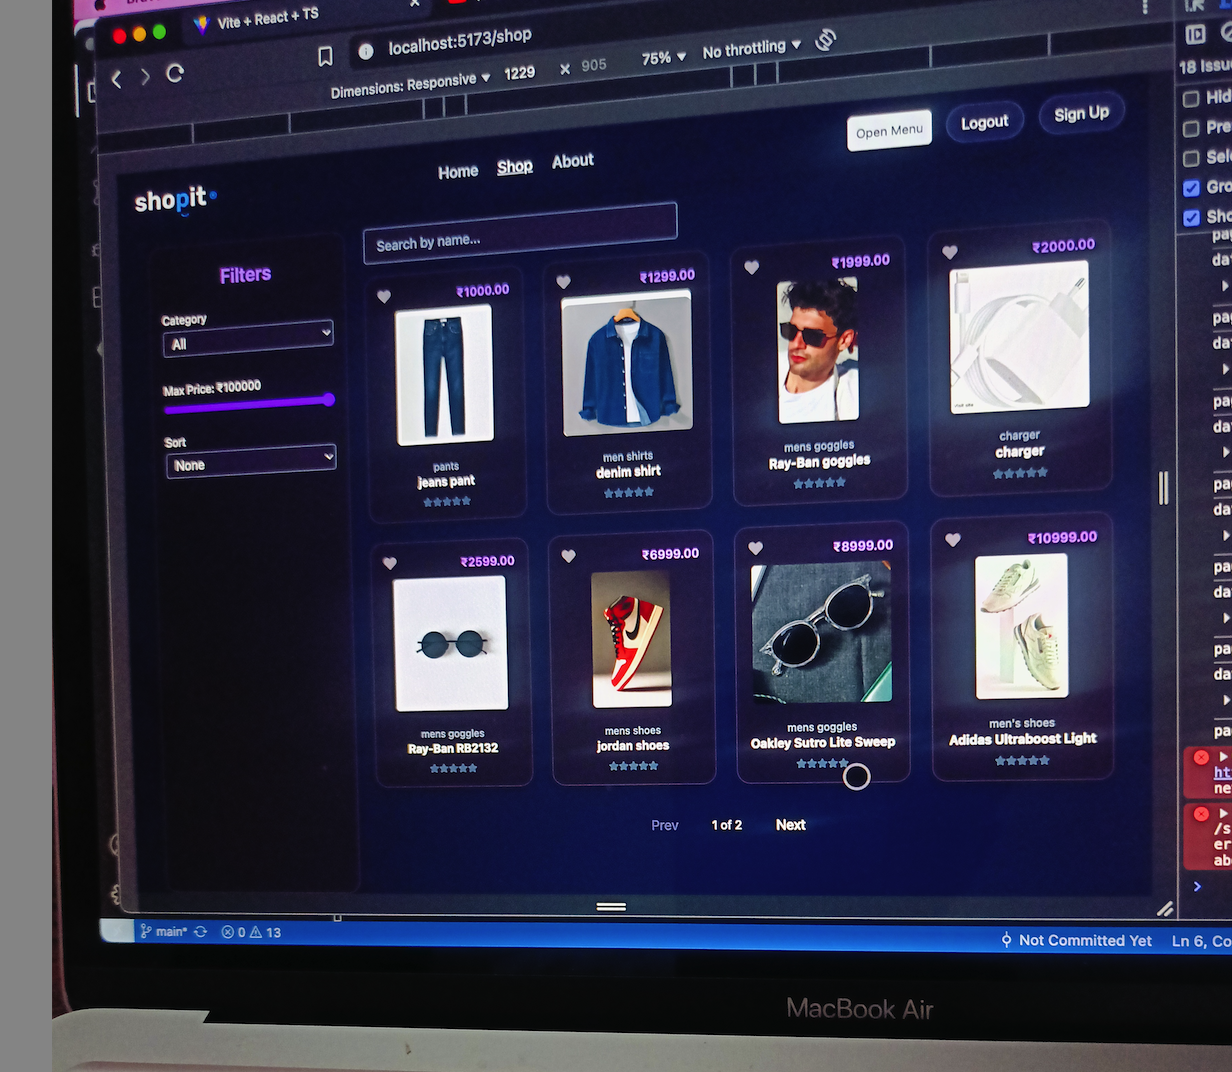 Vite + React + TS
localhost:5173/shop
Dimensions: Responsive 1229 × 905 75% No throttling
18 Issu
Hid
Pre
Sel
Gro
Sho
Open Menu
Logout
Sign Up
shopit
Home Shop About
Search by name...
Filters
Category
All
Max Price: ₹100000
Sort
None
₹1000.00
pants
jeans pant
₹1299.00
men shirts
denim shirt
₹1999.00
mens goggles
Ray-Ban goggles
₹2000.00
charger
charger
₹2599.00
mens goggles
Ray-Ban RB2132
₹6999.00
mens shoes
jordan shoes
₹8999.00
mens goggles
Oakley Sutro Lite Sweep
₹10999.00
men's shoes
Adidas Ultraboost Light
Prev 1 of 2 Next
pa
da
pa
da
pa
da
pa
da
pa
da
pa
da
pa
ht
ne
/s
er
ab
main* 0 13
Not Committed Yet Ln 6, Co
MacBook Air